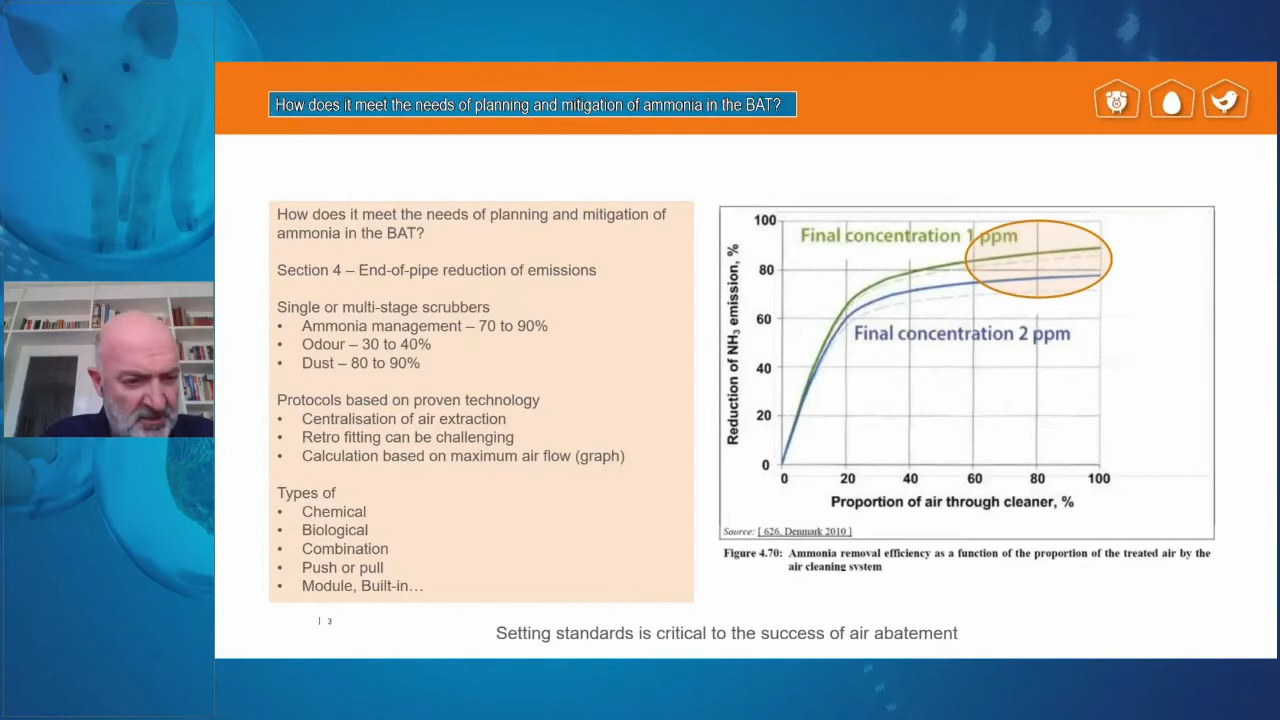 How does it meet the needs of planning and mitigation of ammonia in the BAT?
How does it meet the needs of planning and mitigation of
ammonia in the BAT?
Section 4 – End-of-pipe reduction of emissions
Single or multi-stage scrubbers
• Ammonia management – 70 to 90%
• Odour – 30 to 40%
• Dust – 80 to 90%
Protocols based on proven technology
• Centralisation of air extraction
• Retro fitting can be challenging
• Calculation based on maximum air flow (graph)
Types of
• Chemical
• Biological
• Combination
• Push or pull
• Module, Built-in…
Reduction of NH3 emission, %
100
80
60
40
20
0
Final concentration 1 ppm
Final concentration 2 ppm
0 20 40 60 80 100
Proportion of air through cleaner, %
Source: [ 626, Denmark 2010 ]
Figure 4.70: Ammonia removal efficiency as a function of the proportion of the treated air by the
air cleaning system
| 3
Setting standards is critical to the success of air abatement